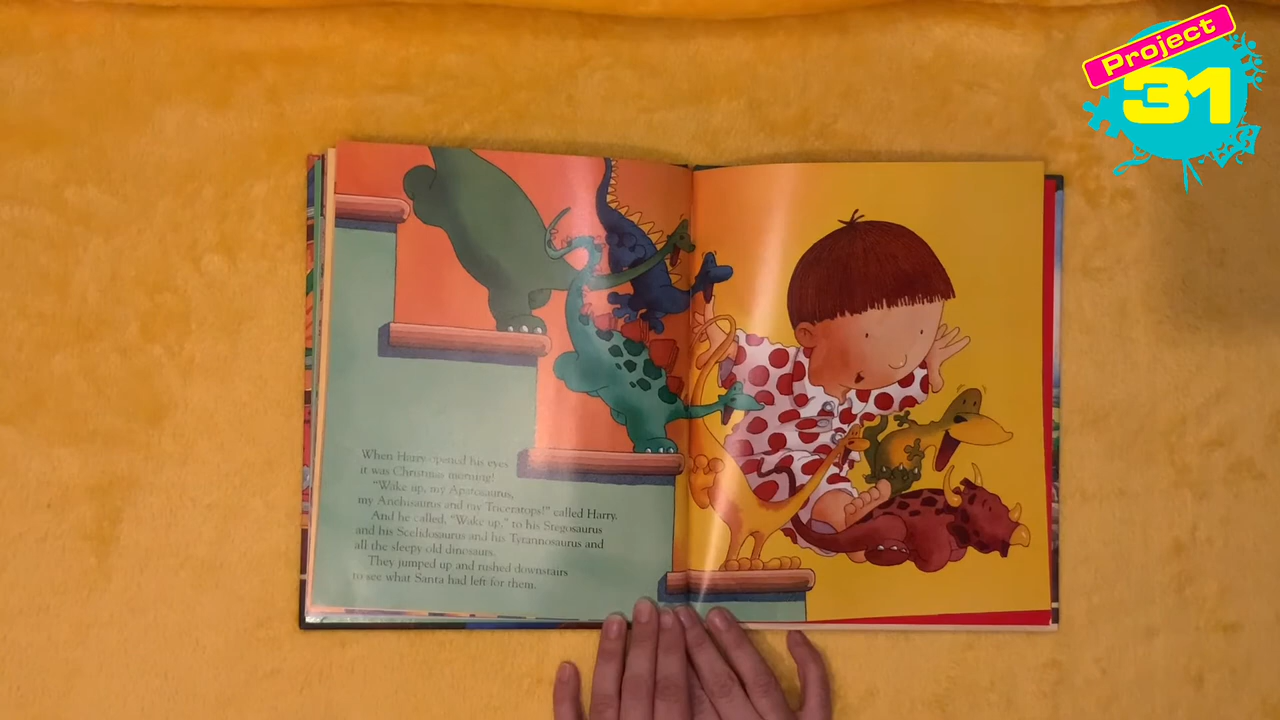 Project
31
When Harry opened his eyes
it was Christmas morning!
"Wake up, my Apatosaurus,
my Anchisaurus and my Triceratops!" called Harry.
And he called, "Wake up," to his Stegosaurus
and his Scelidosaurus and his Tyrannosaurus and
all the sleepy old dinosaurs.
They jumped up and rushed downstairs
to see what Santa had left for them.